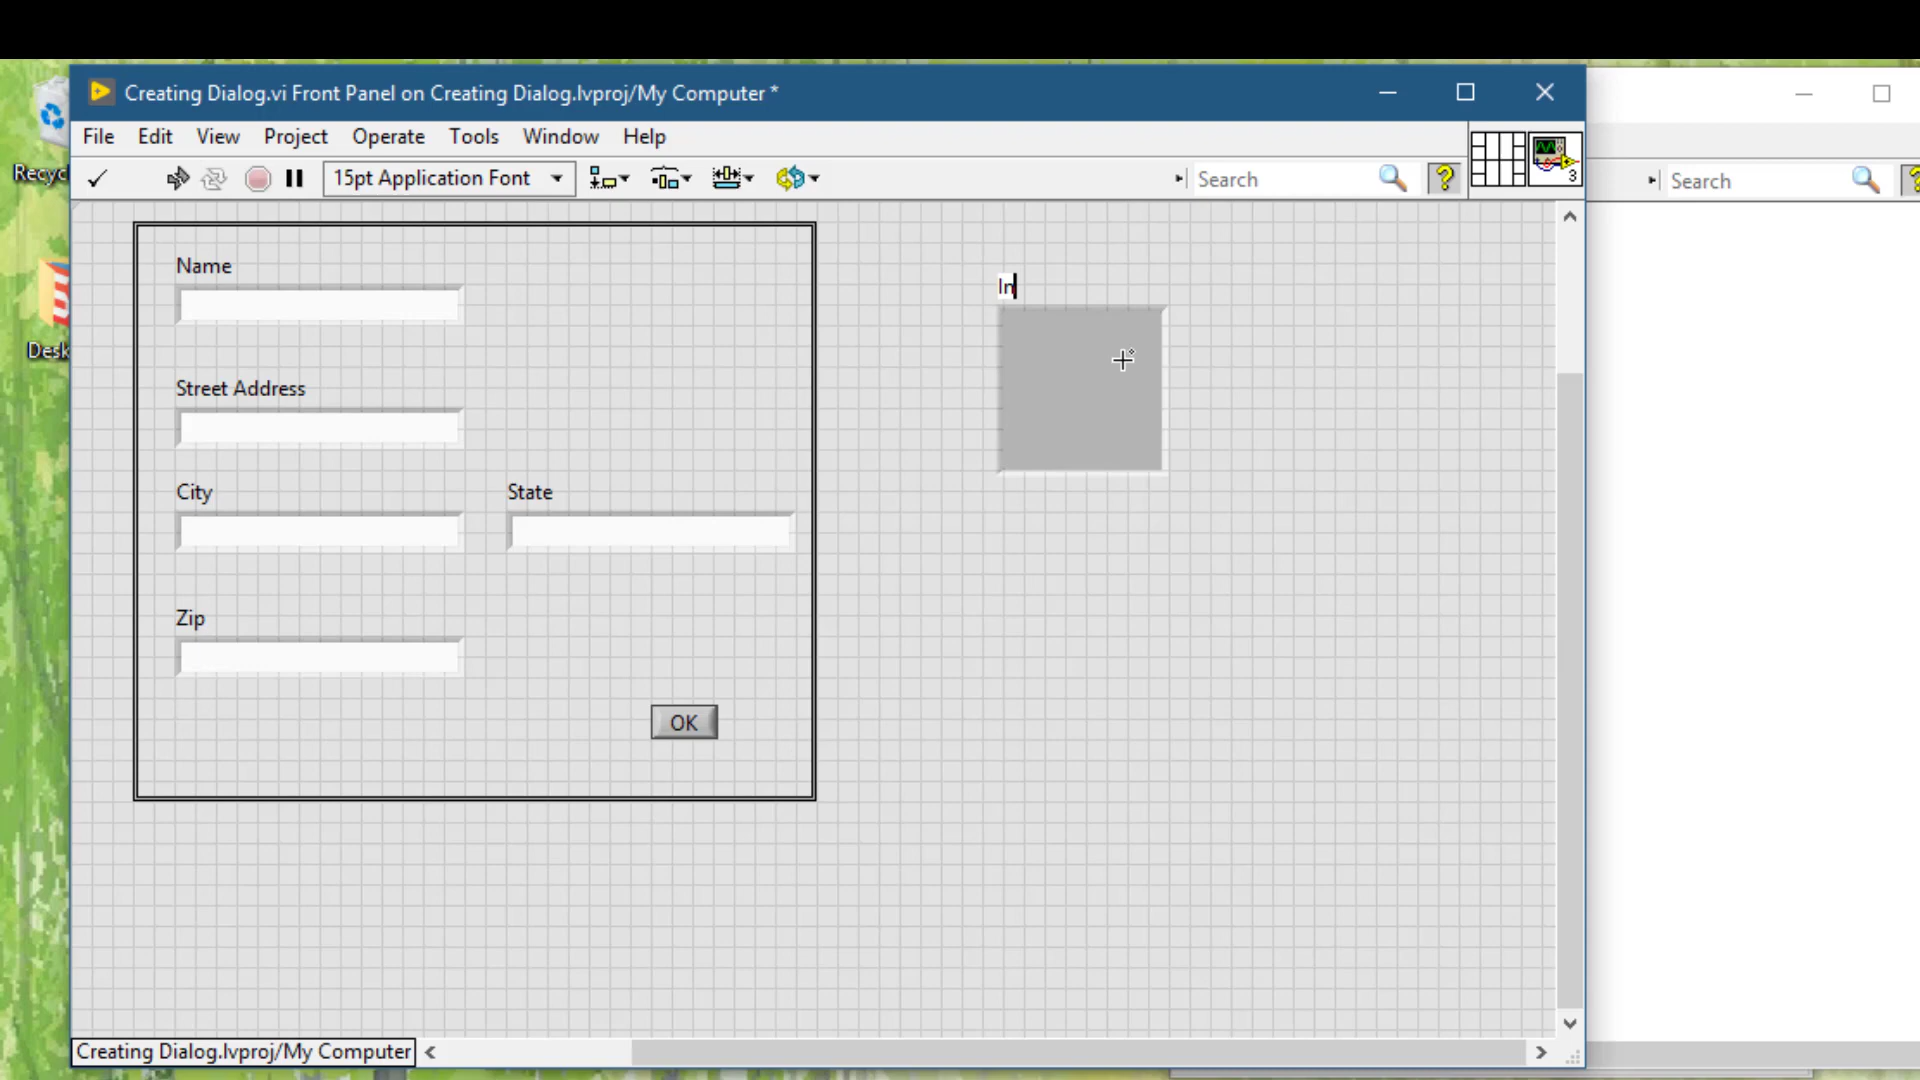 Creating Dialog.vi Front Panel on Creating Dialog.lvproj/My Computer *
File Edit View Project Operate Tools Window Help
15pt Application Font
Search
?
3
Search
?
Recycl
Desk
Name
Street Address
City
State
Zip
OK
In
Creating Dialog.lvproj/My Computer